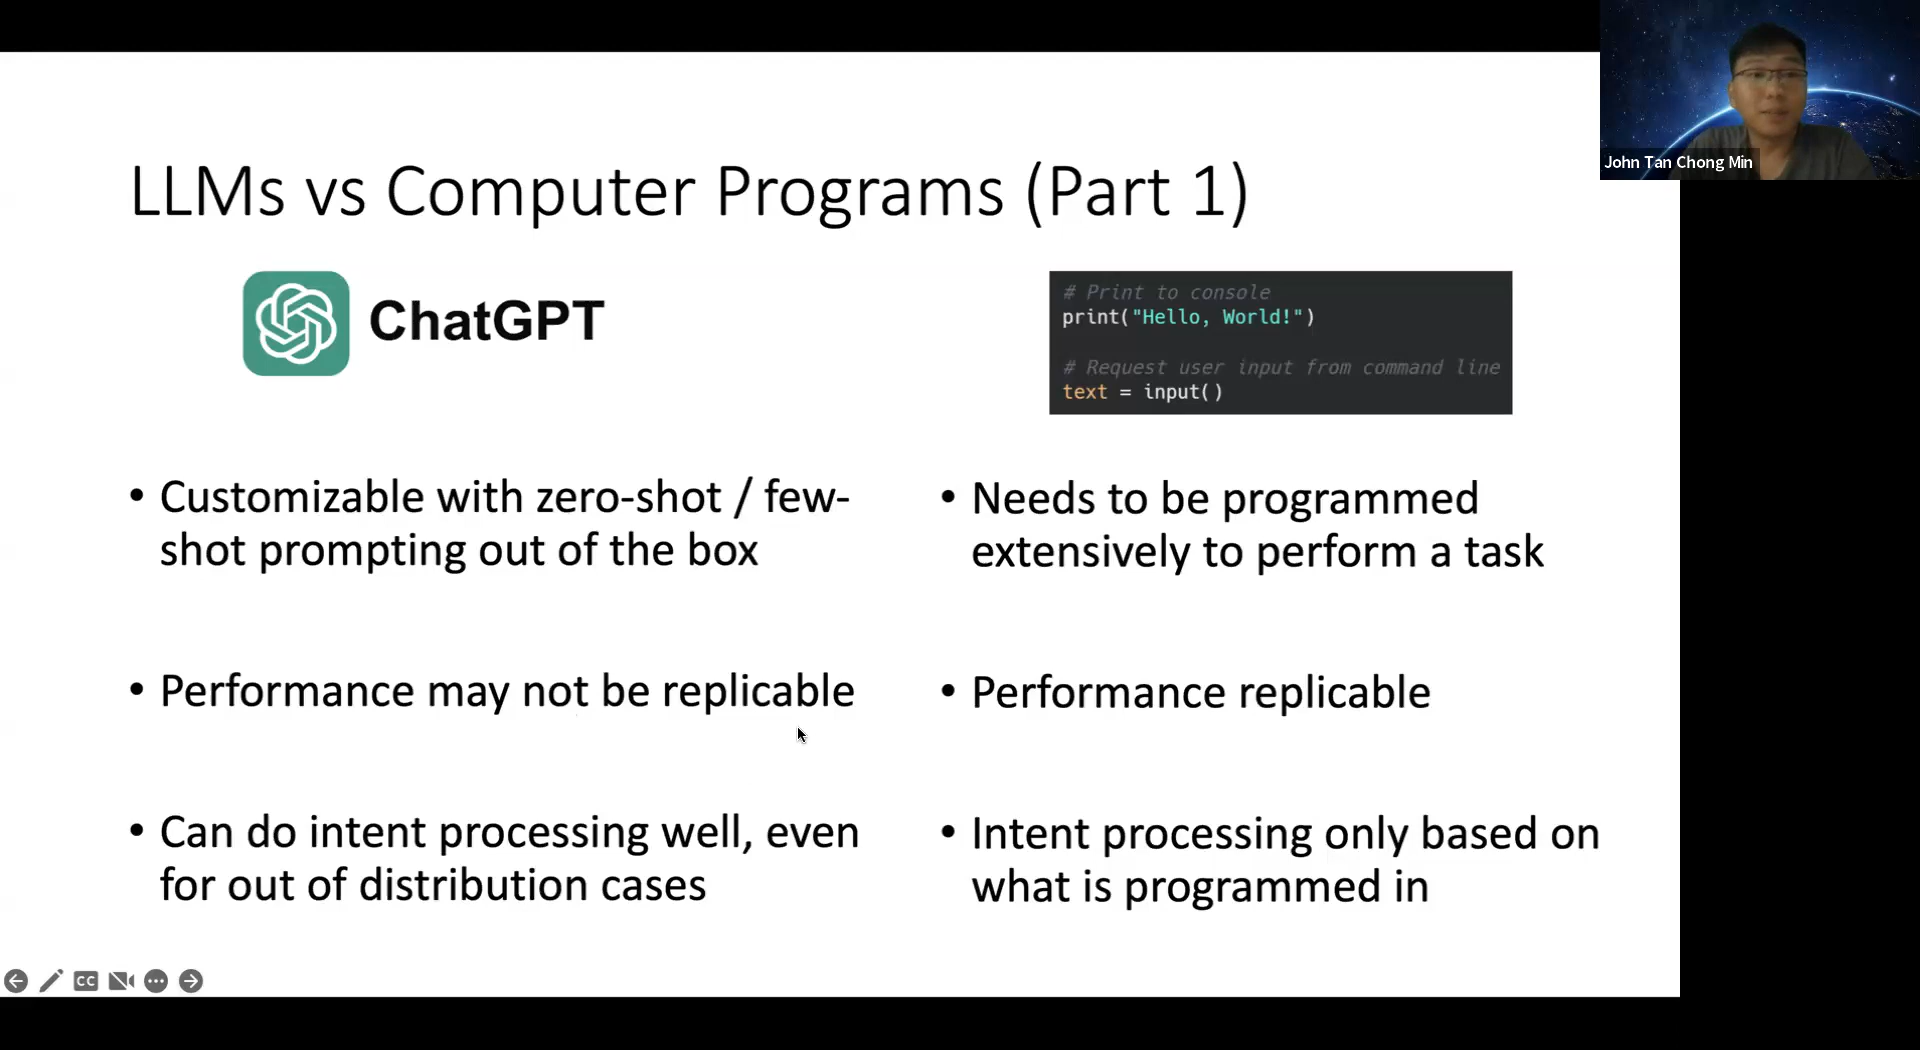 John Tan Chong Min
LLMs vs Computer Programs (Part 1)
ChatGPT
# Print to console
print("Hello, World!")
# Request user input from command line
text = input()
• Customizable with zero-shot / few-
shot prompting out of the box
• Performance may not be replicable
• Can do intent processing well, even
for out of distribution cases
• Needs to be programmed
extensively to perform a task
• Performance replicable
• Intent processing only based on
what is programmed in
CC